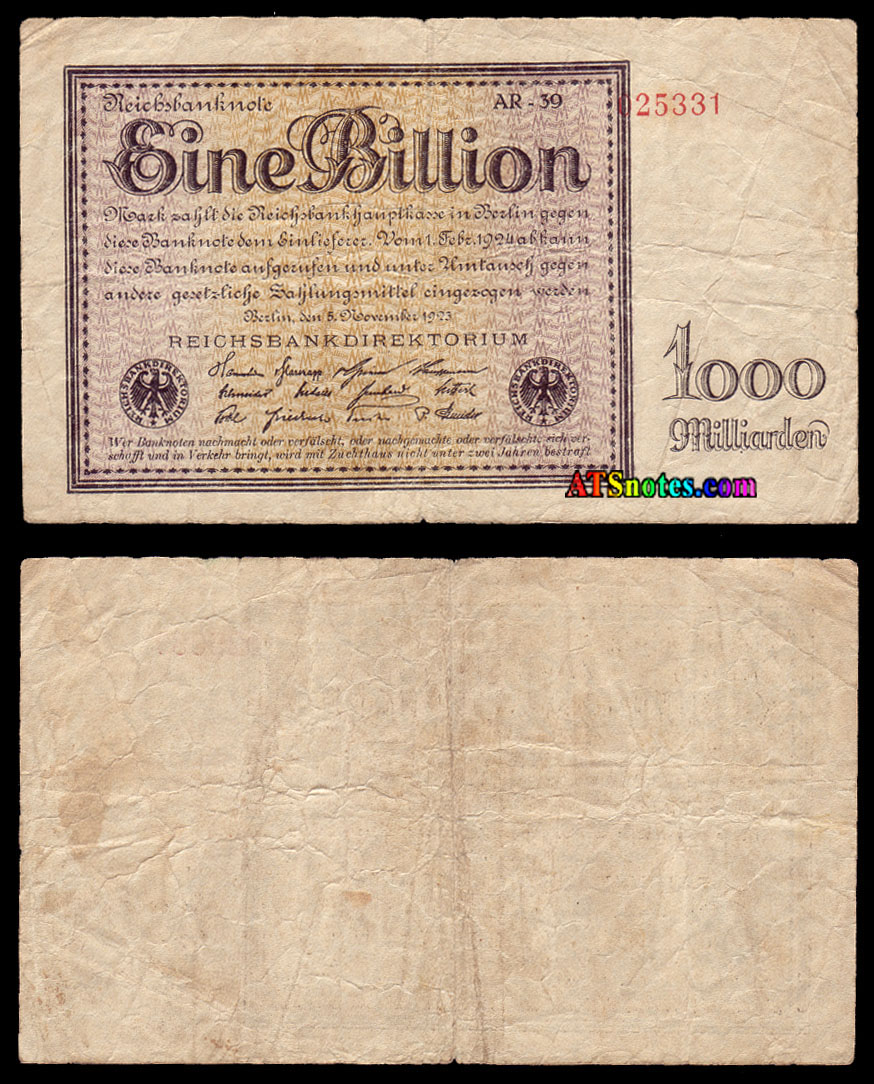 Reichsbanknote AR - 39 025331
Eine Billion
Mark zahlt die Reichsbankhauptkasse in Berlin gegen
diese Banknote dem Einlieferer. Vom 1. Febr. 1924 ab kann
diese Banknote aufgerufen und unter Umtausch gegen
andere gesetzliche Zahlungsmittel eingezogen werden
Berlin, den 5. November 1923
REICHSBANKDIREKTORIUM
REICHSBANKDIREKTORIUM
REICHSBANKDIREKTORIUM
1000
Milliarden
Wer Banknoten nachmacht oder verfälscht, oder nachgemachte oder verfälschte sich ver-
schafft und in Verkehr bringt, wird mit Zuchthaus nicht unter zwei Jahren bestraft
ATSnotes.com